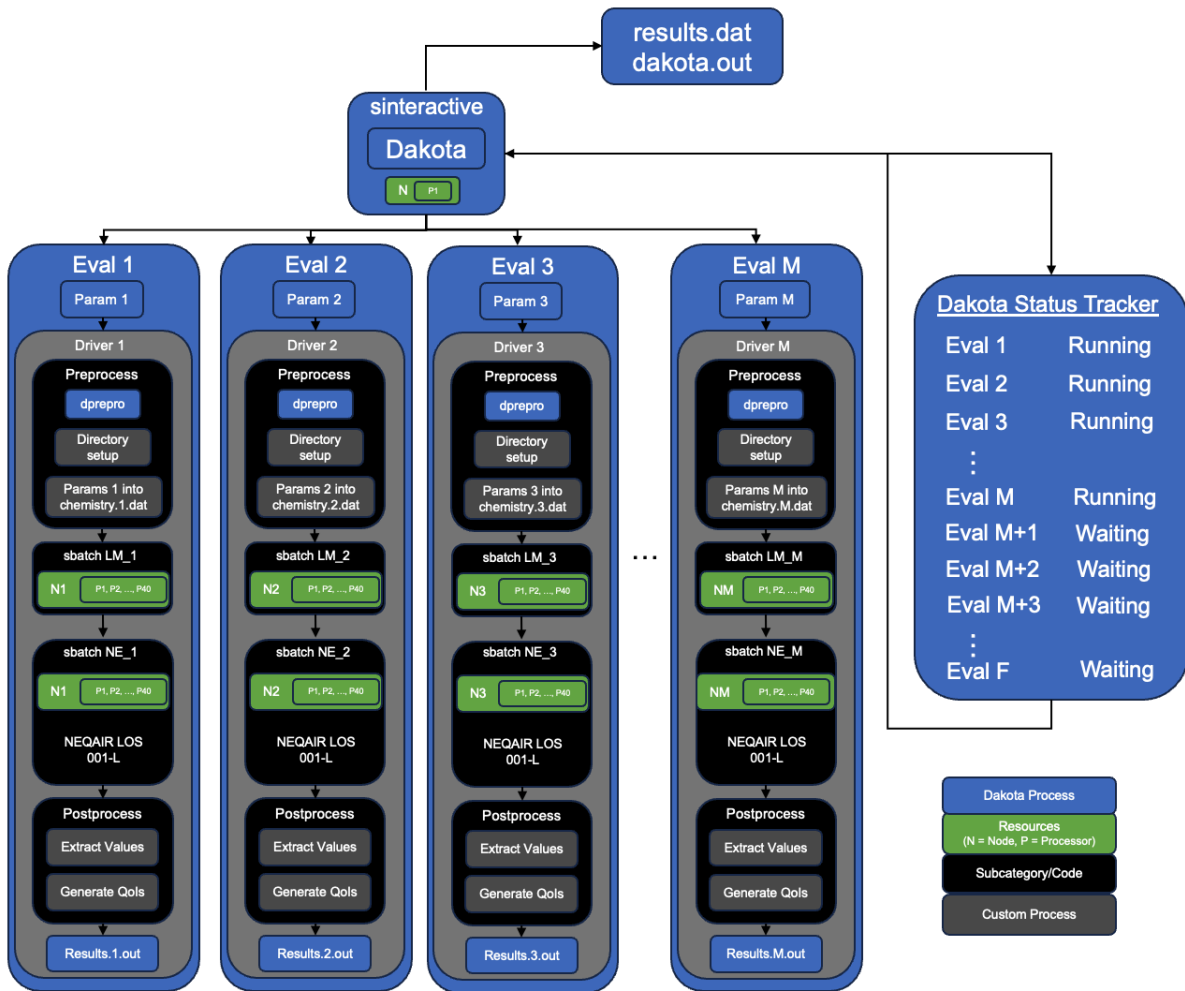 results.dat
dakota.out
sinteractive
Dakota
N P1
Eval 1
Param 1
Driver 1
Preprocess
dprepro
Directory
setup
Params 1 into
chemistry.1.dat
sbatch LM_1
N1 P1, P2, ..., P40
sbatch NE_1
N1 P1, P2, ..., P40
NEQAIR LOS
001-L
Postprocess
Extract Values
Generate QoIs
Results.1.out
Eval 2
Param 2
Driver 2
Preprocess
dprepro
Directory
setup
Params 2 into
chemistry.2.dat
sbatch LM_2
N2 P1, P2, ..., P40
sbatch NE_2
N2 P1, P2, ..., P40
NEQAIR LOS
001-L
Postprocess
Extract Values
Generate QoIs
Results.2.out
Eval 3
Param 3
Driver 3
Preprocess
dprepro
Directory
setup
Params 3 into
chemistry.3.dat
sbatch LM_3
N3 P1, P2, ..., P40
sbatch NE_3
N3 P1, P2, ..., P40
NEQAIR LOS
001-L
Postprocess
Extract Values
Generate QoIs
Results.3.out
...
Eval M
Param M
Driver M
Preprocess
dprepro
Directory
setup
Params M into
chemistry.M.dat
sbatch LM_M
NM P1, P2, ..., P40
sbatch NE_M
NM P1, P2, ..., P40
NEQAIR LOS
001-L
Postprocess
Extract Values
Generate QoIs
Results.M.out
Dakota Status Tracker
Eval 1 Running
Eval 2 Running
Eval 3 Running
⋮
Eval M Running
Eval M+1 Waiting
Eval M+2 Waiting
Eval M+3 Waiting
⋮
Eval F Waiting
Dakota Process
Resources
(N = Node, P = Processor)
Subcategory/Code
Custom Process